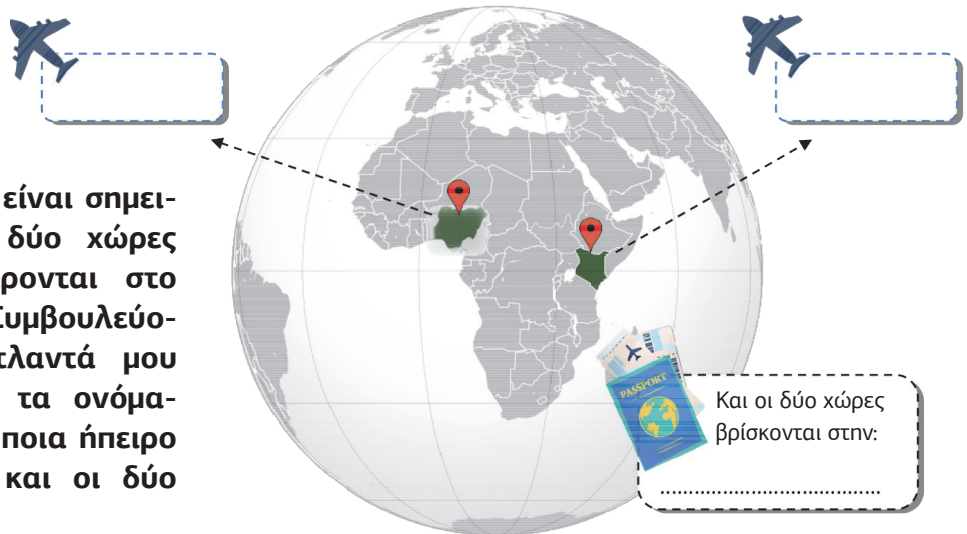 είναι σημει-
δύο χώρες
ρονται στο
Συμβουλεύο-
τλαντά μου
τα ονόμα-
ποια ήπειρο
και οι δύο
PASSPORT
Και οι δύο χώρες
βρίσκονται στην:
.......................................